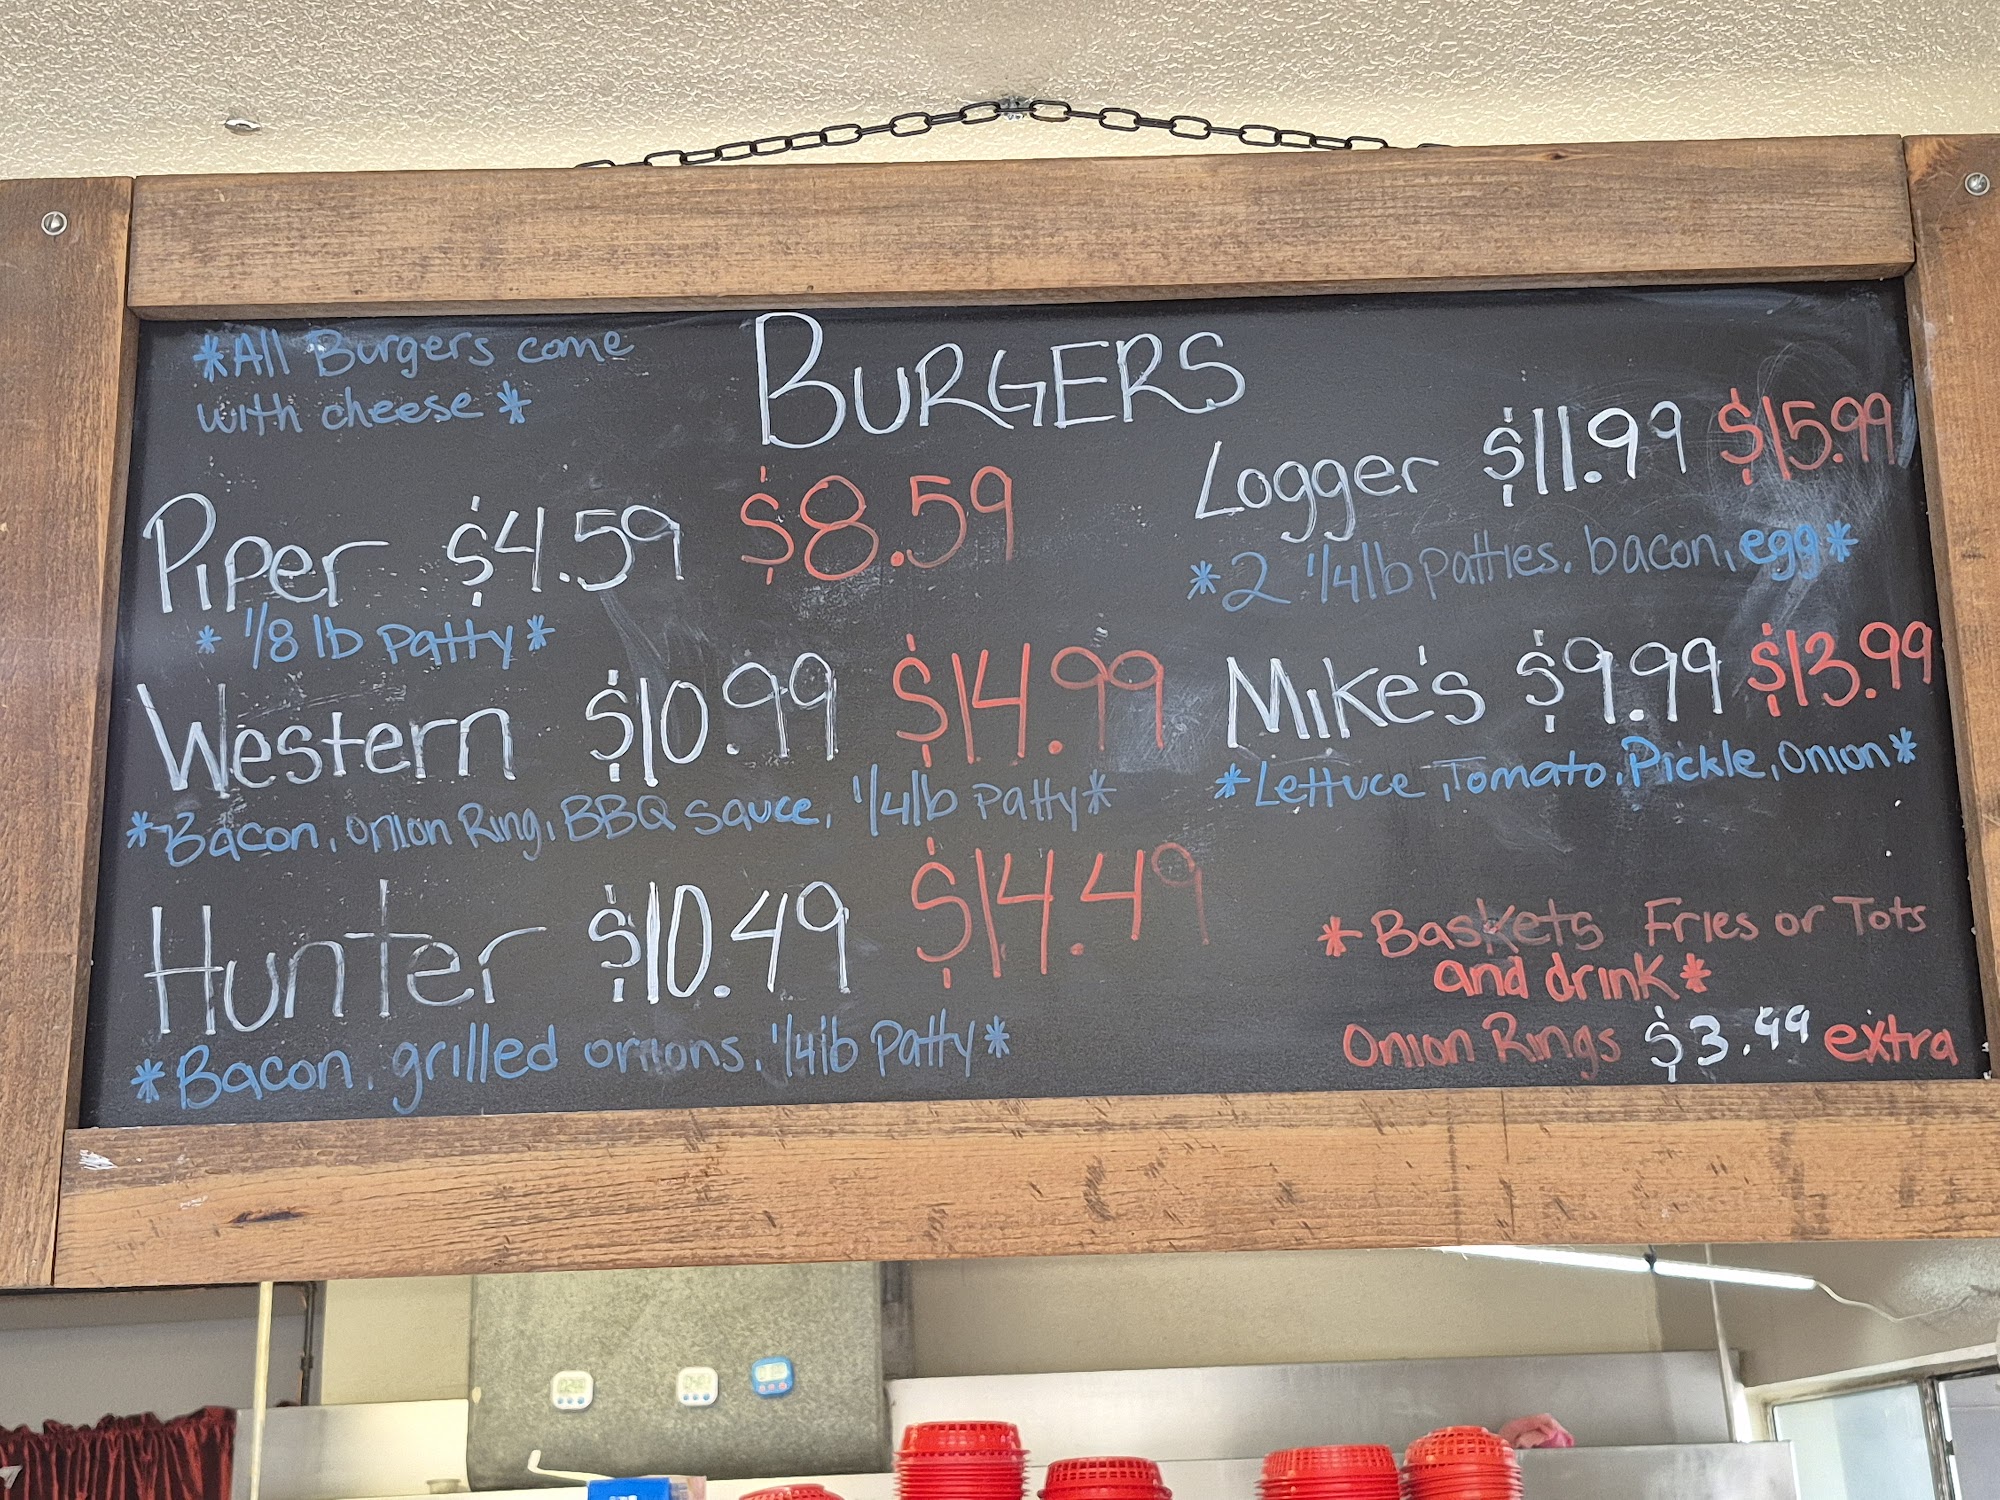 *All Burgers come
with cheese*
BURGERS
Piper $4.59 $8.59
*1/8 lb Patty*
Western $10.99 $14.99
*Bacon, Onion Ring, BBQ sauce, 1/4lb Patty*
Hunter $10.49 $14.49
*Bacon, grilled onions, 1/4lb Patty*
Logger $11.99 $15.99
*2 1/4lb patties. bacon, egg*
Mike's $9.99 $13.99
*Lettuce, Tomato, Pickle, Onion*
*Baskets Fries or Tots
and drink*
Onion Rings $3.99 extra